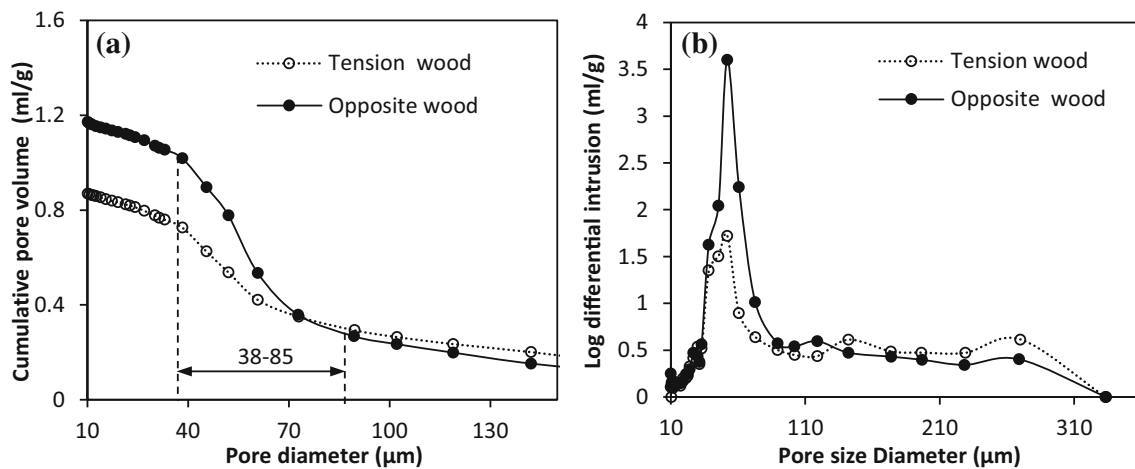 (a)
Tension wood
Opposite wood
Cumulative pore volume (ml/g)
1.6
1.2
0.8
0.4
0
38-85
10 40 70 100 130
Pore diameter (µm)
(b)
Tension wood
Opposite wood
Log differential intrusion (ml/g)
4
3.5
3
2.5
2
1.5
1
0.5
0
10 110 210 310
Pore size Diameter (µm)